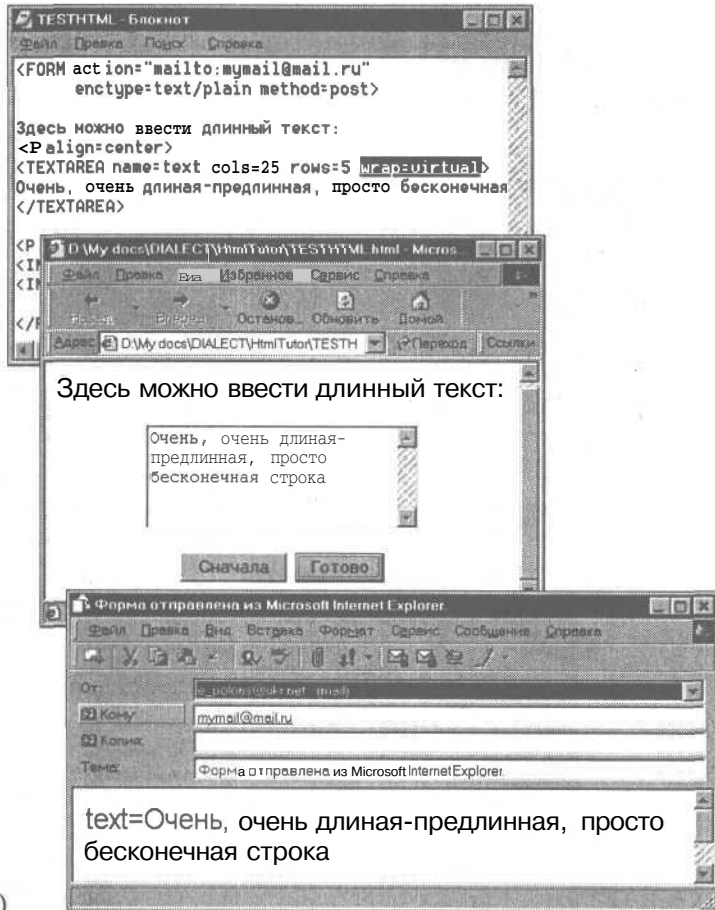 TESTHTML - Блокнот
Файл Правка Поиск Справка
<FORM action="mailto:mymail@mail.ru"
enctype=text/plain method=post>
Здесь можно ввести длинный текст:
<P align=center>
<TEXTAREA name=text cols=25 rows=5 wrap=virtual>
Очень, очень длиная-предлинная, просто бесконечная
</TEXTAREA>
<P
<IN
<IN
</F
D:\My docs\DIALECT\HtmlTutor\TESTHTML.html - Micros
Файл Правка Вид Избранное Сервис Справка
Назад Вперед Останов... Обновить Домой
Адрес D:\My docs\DIALECT\HtmlTutor\TESTH Переход Ссылки
Здесь можно ввести длинный текст:
Очень, очень длиная-
предлинная, просто
бесконечная строка
Сначала Готово
Форма отправлена из Microsoft Internet Explorer.
Файл Правка Вид Вставка Формат Сервис Сообщение Справка
От:
Кому: mymail@mail.ru
Копия:
Тема: Форма отправлена из Microsoft Internet Explorer.
text=Очень, очень длиная-предлинная, просто
бесконечная строка